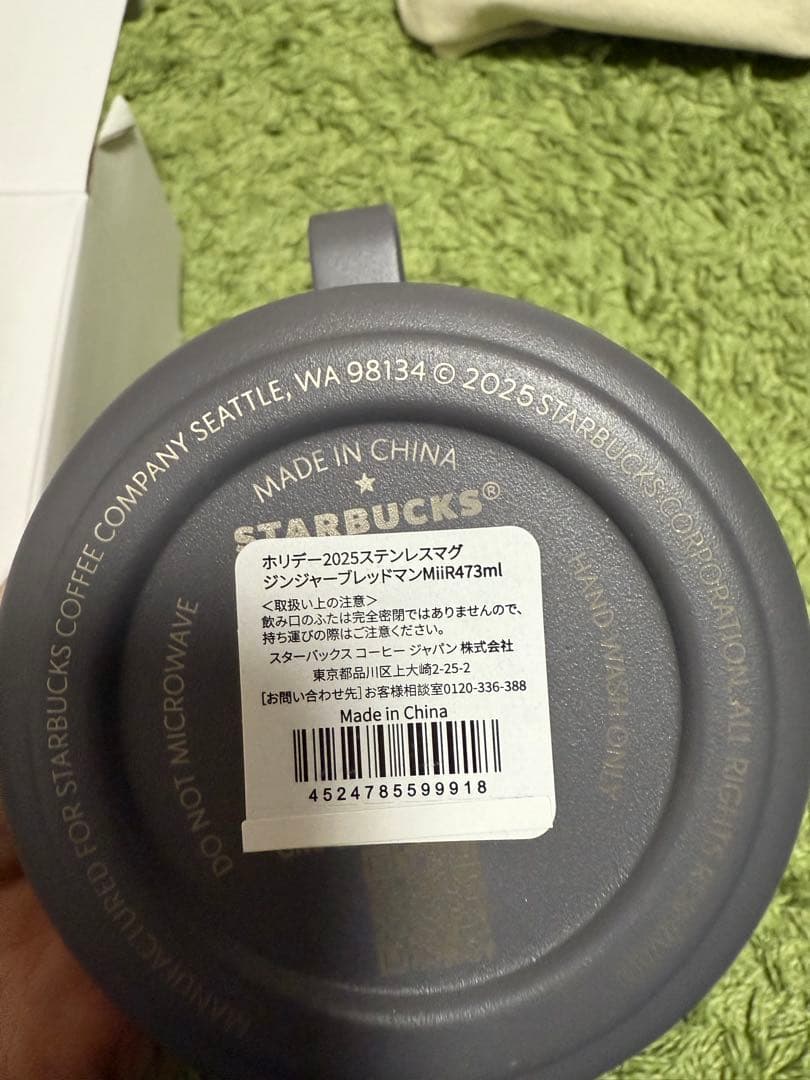 MANUFACTURED FOR STARBUCKS COFFEE COMPANY SEATTLE, WA 98134 © 2025 STARBUCKS CORPORATION ALL RIGHTS RESERVED
MADE IN CHINA
STARBUCKS®
DO NOT MICROWAVE
HAND WASH ONLY
ホリデー2025ステンレスマグ
ジンジャーブレッドマンMiiR473ml
<取扱い上の注意>
飲み口のふたは完全密閉ではありませんので、
持ち運びの際はご注意ください。
スターバックス コーヒー ジャパン 株式会社
東京都品川区上大崎2-25-2
[お問い合わせ先]お客様相談室0120-336-388
Made in China
4524785599918